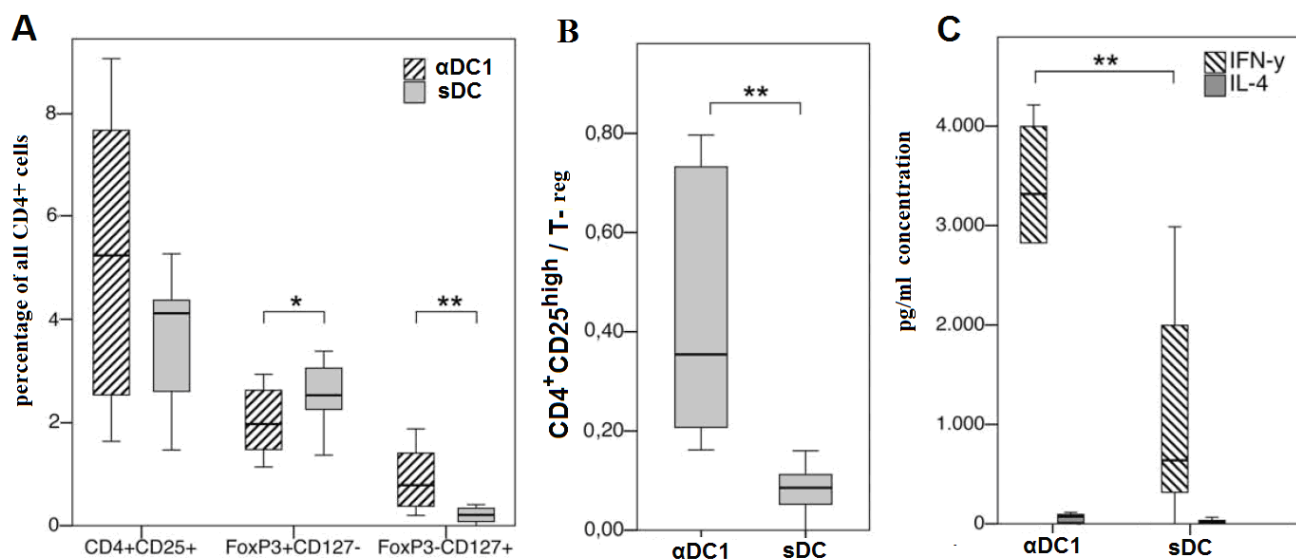 A
percentage of all CD4+ cells
8
6
4
2
0
αDC1
sDC
*
**
CD4+CD25+
FoxP3+CD127-
FoxP3-CD127+
B
CD4+CD25high / T- reg
0,80
0,60
0,40
0,20
0,00
**
αDC1
sDC
C
pg/ml concentration
4.000
3.000
2.000
1.000
0
**
IFN-y
IL-4
αDC1
sDC